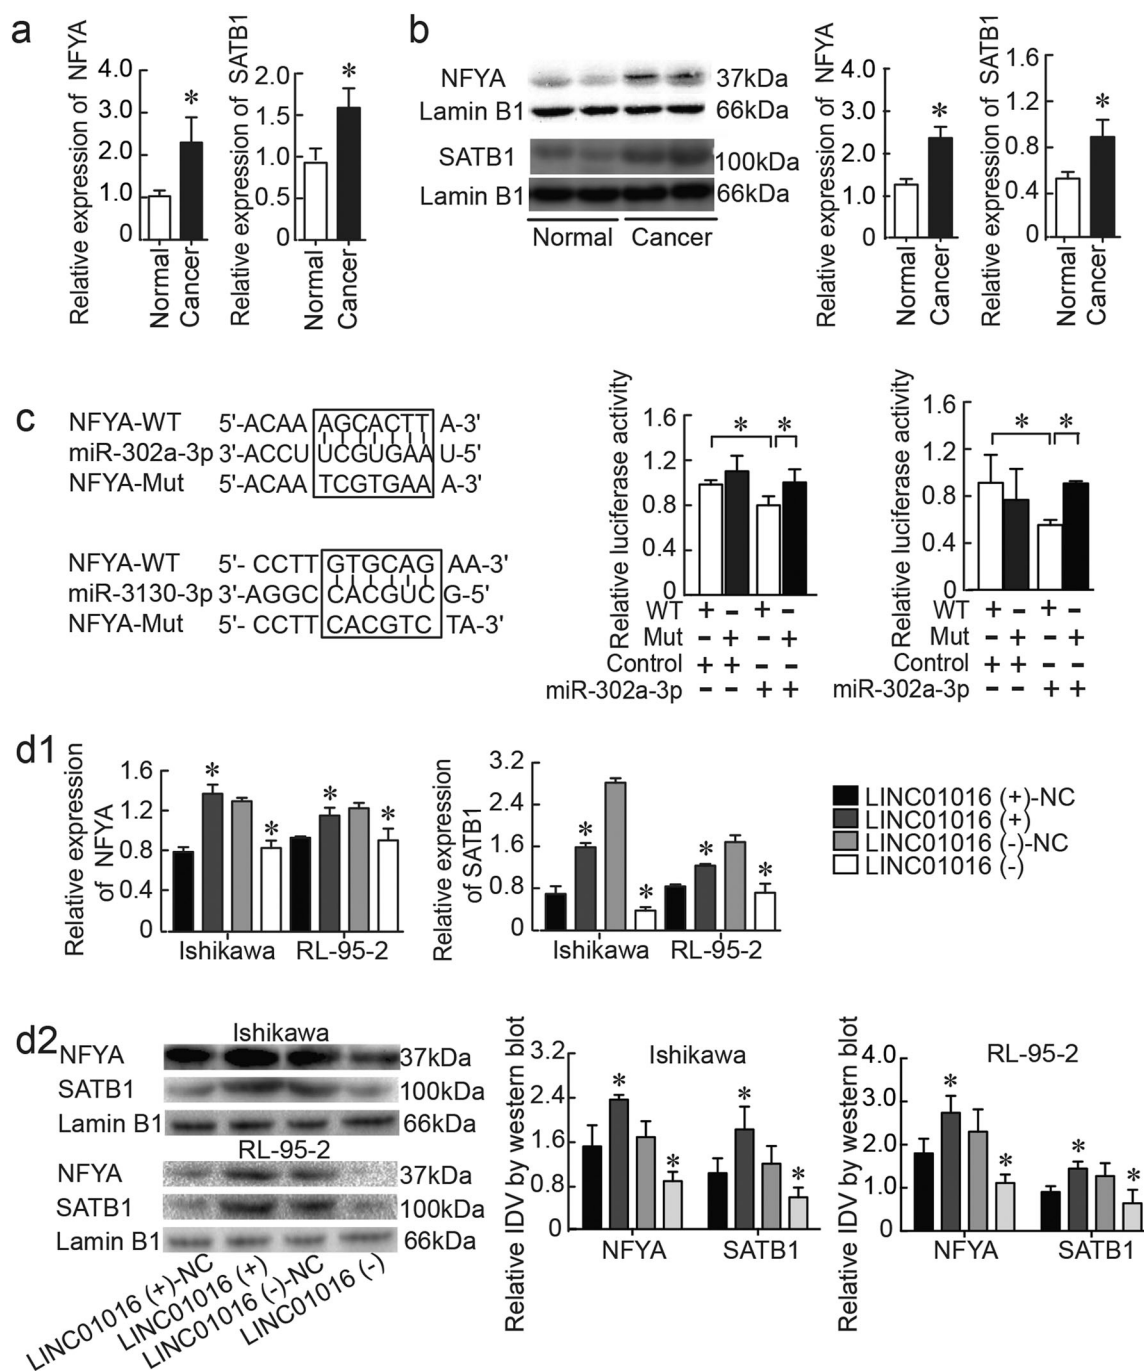 a
Relative expression of NFYA
4.0
3.0
2.0
1.0
0
*
Normal
Cancer
Relative expression of SATB1
2.0
1.5
1.0
0.5
0
*
Normal
Cancer
b
NFYA 37kDa
Lamin B1 66kDa
SATB1 100kDa
Lamin B1 66kDa
Normal Cancer
Relative expression of NFYA
4.0
3.0
2.0
1.0
0
*
Normal
Cancer
Relative expression of SATB1
1.6
1.2
0.8
0.4
0
*
Normal
Cancer
c
NFYA-WT 5'-ACAA AGCACTT A-3'
miR-302a-3p 3'-ACCU UCGUGAA U-5'
NFYA-Mut 5'-ACAA TCGTGAA A-3'
NFYA-WT 5'- CCTT GTGCAG AA-3'
miR-3130-3p 3'-AGGC CACGUC G-5'
NFYA-Mut 5'- CCTT CACGTC TA-3'
Relative luciferase activity
1.6
1.2
0.8
0.4
0
* *
WT + - + -
Mut - + - +
Control + + - -
miR-302a-3p - - + +
Relative luciferase activity
1.6
1.2
0.8
0.4
0
* *
WT + - + -
Mut - + - +
Control + + - -
miR-302a-3p - - + +
d1
Relative expression
of NFYA
1.6
1.2
0.8
0.4
0
* * * *
Ishikawa RL-95-2
Relative expression
of SATB1
3.2
2.4
1.6
0.8
0
* * * *
Ishikawa RL-95-2
LINC01016 (+)-NC
LINC01016 (+)
LINC01016 (-)-NC
LINC01016 (-)
d2
Ishikawa
NFYA 37kDa
SATB1 100kDa
Lamin B1 66kDa
RL-95-2
NFYA 37kDa
SATB1 100kDa
Lamin B1 66kDa
LINC01016 (+)-NC
LINC01016 (+)
LINC01016 (-)-NC
LINC01016 (-)
Relative IDV by western blot
Ishikawa
3.2
2.4
1.6
0.8
0
* * * *
NFYA SATB1
Relative IDV by western blot
RL-95-2
4.0
3.0
2.0
1.0
0
* * * *
NFYA SATB1